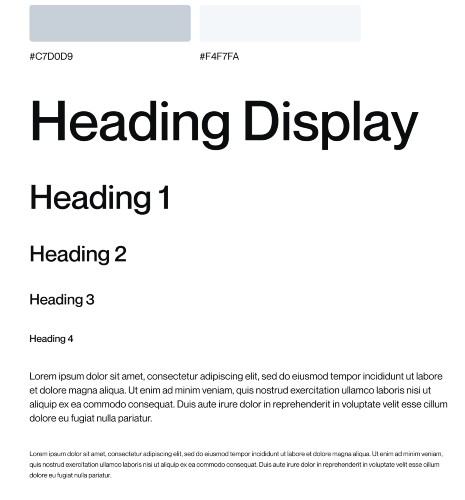 #C7D0D9 #F4F7FA
Heading Display
Heading 1
Heading 2
Heading 3
Heading 4
Lorem ipsum dolor sit amet, consectetur adipiscing elit, sed do eiusmod tempor incididunt ut labore
et dolore magna aliqua. Ut enim ad minim veniam, quis nostrud exercitation ullamco laboris nisi ut
aliquip ex ea commodo consequat. Duis aute irure dolor in reprehenderit in voluptate velit esse cillum
dolore eu fugiat nulla pariatur.
Lorem ipsum dolor sit amet, consectetur adipiscing elit, sed do eiusmod tempor incididunt ut labore et dolore magna aliqua. Ut enim ad minim veniam,
quis nostrud exercitation ullamco laboris nisi ut aliquip ex ea commodo consequat. Duis aute irure dolor in reprehenderit in voluptate velit esse cillum
dolore eu fugiat nulla pariatur.